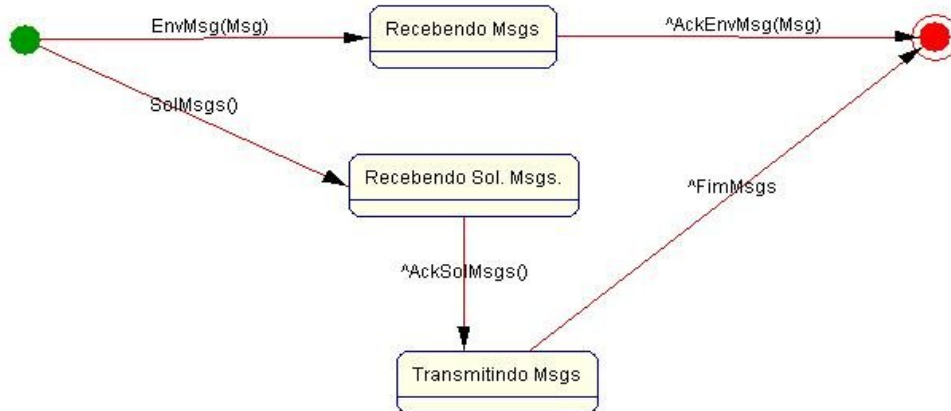 EnvMsg(Msg)
Recebendo Msgs
^AckEnvMsg(Msg)
SolMsgs()
Recebendo Sol. Msgs.
^FimMsgs
^AckSolMsgs()
Transmitindo Msgs